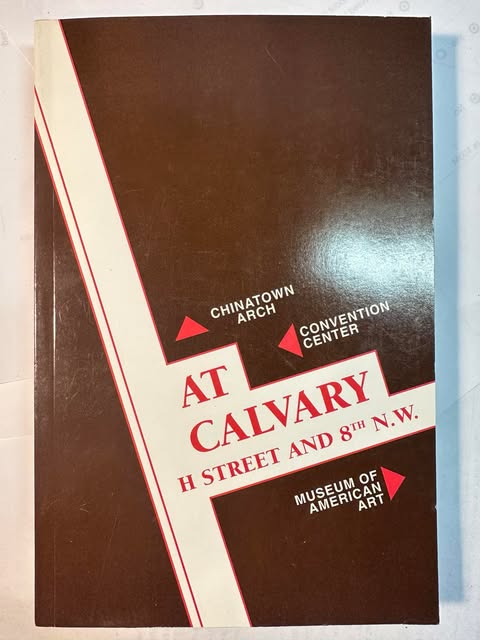 CHINATOWN
ARCH
CONVENTION
CENTER
AT
CALVARY
H STREET AND 8TH N.W.
MUSEUM OF
AMERICAN
ART